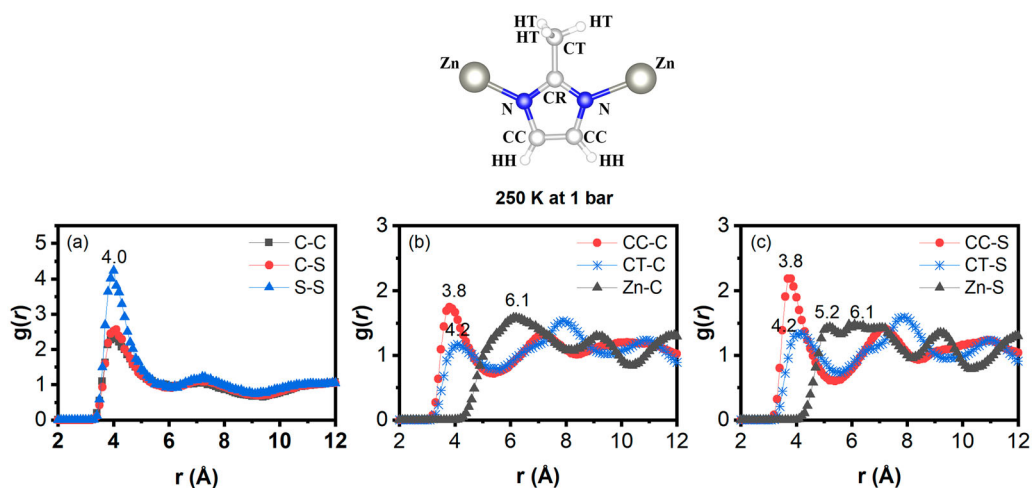 HT HT
HT
CT
Zn Zn
CR
N N
CC CC
HH HH
250 K at 1 bar
(a)
C-C
C-S
S-S
4.0
g(r)
5
4
3
2
1
0
2 4 6 8 10 12
r (Å)
(b)
CC-C
CT-C
Zn-C
3.8
4.2
6.1
g(r)
3
2
1
0
2 4 6 8 10 12
r (Å)
(c)
CC-S
CT-S
Zn-S
3.8
4.2
5.2 6.1
g(r)
3
2
1
0
2 4 6 8 10 12
r (Å)